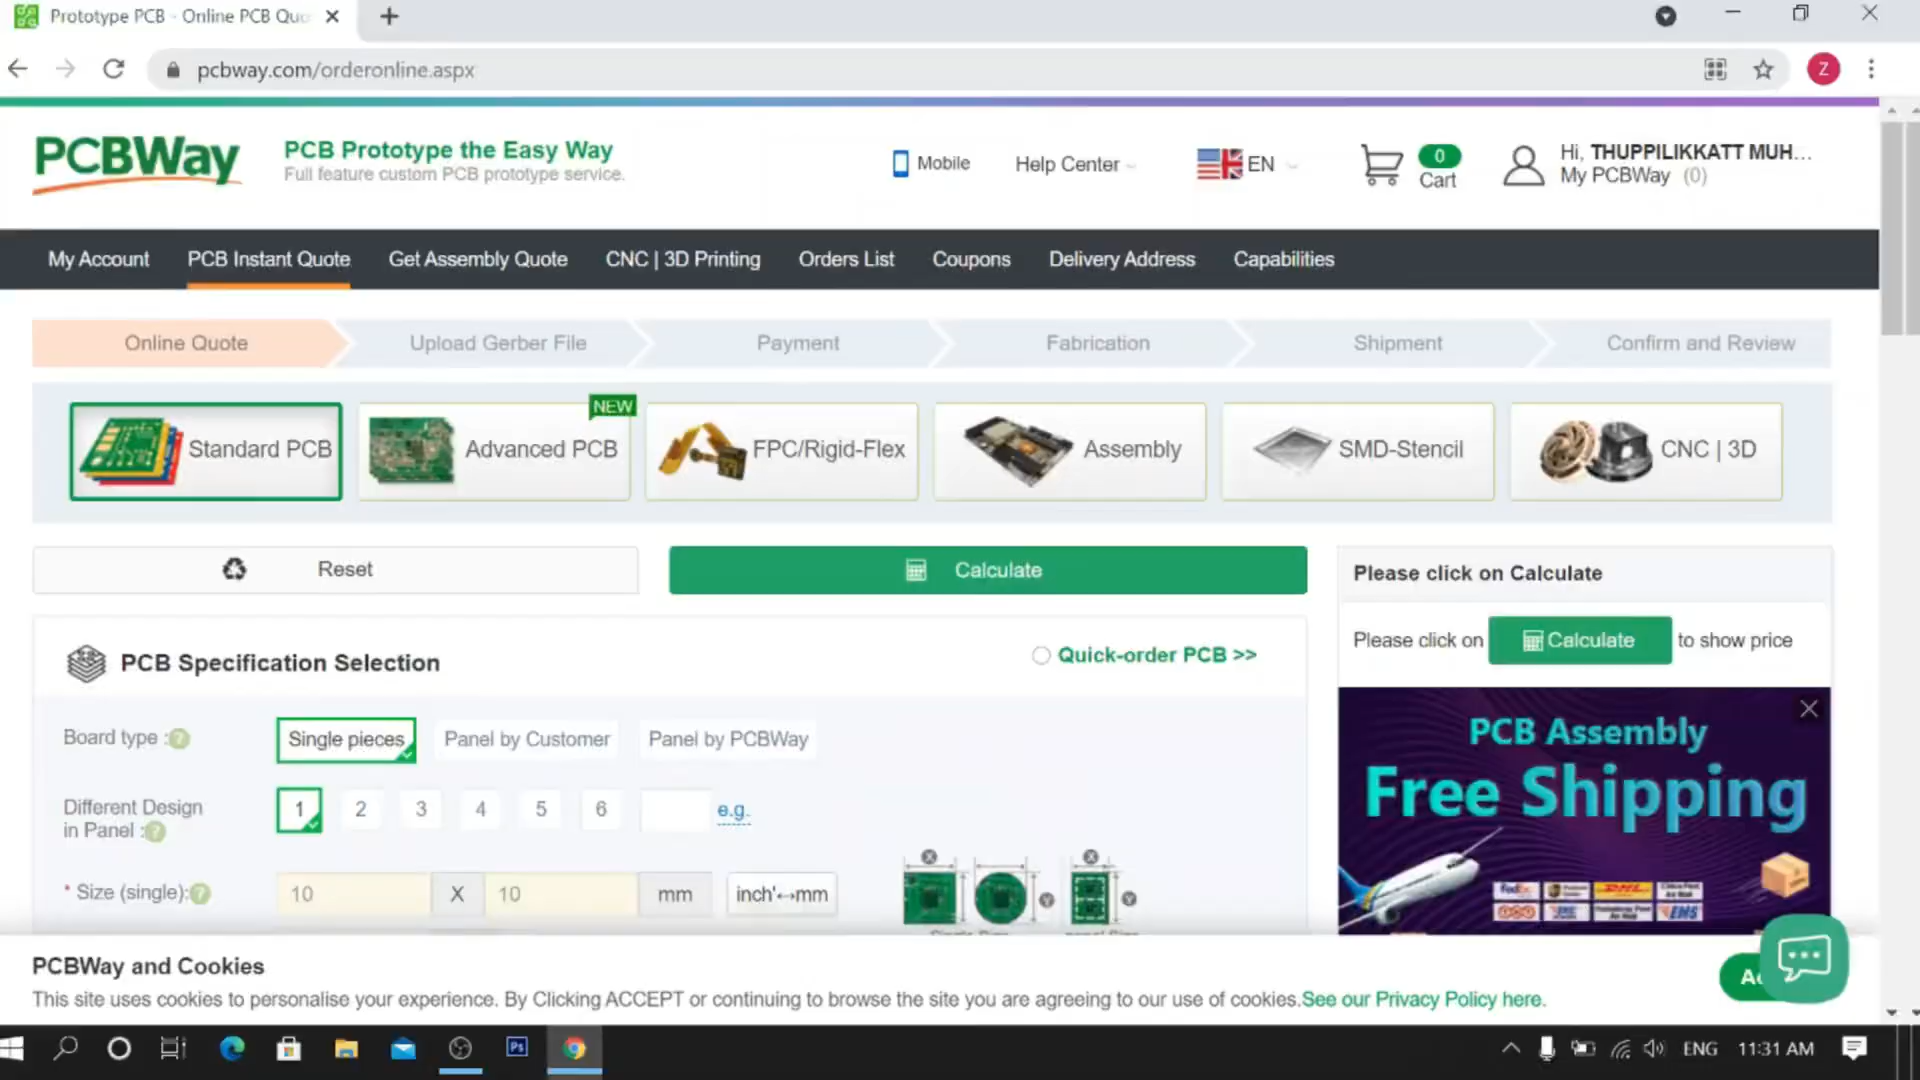 Prototype PCB - Online PCB Quo
pcbway.com/orderonline.aspx
Z
PCBWay
PCB Prototype the Easy Way
Full feature custom PCB prototype service.
Mobile
Help Center
EN
0
Cart
Hi, THUPPILIKKATT MUH...
My PCBWay (0)
My Account
PCB Instant Quote
Get Assembly Quote
CNC | 3D Printing
Orders List
Coupons
Delivery Address
Capabilities
Online Quote
Upload Gerber File
Payment
Fabrication
Shipment
Confirm and Review
Standard PCB
NEW
Advanced PCB
FPC/Rigid-Flex
Assembly
SMD-Stencil
CNC | 3D
Reset
Calculate
Please click on Calculate
Please click on Calculate to show price
PCB Specification Selection
Quick-order PCB >>
Board type :?
Single pieces
Panel by Customer
Panel by PCBWay
Different Design
in Panel :?
1
2
3
4
5
6
e.g.
* Size (single):?
10
X
10
mm
inch'↔mm
X
Y
X
Y
PCB Assembly
Free Shipping
FedEx
DHL
EMS
PCBWay and Cookies
This site uses cookies to personalise your experience. By Clicking ACCEPT or continuing to browse the site you are agreeing to our use of cookies.See our Privacy Policy here.
Ps
ENG
11:31 AM